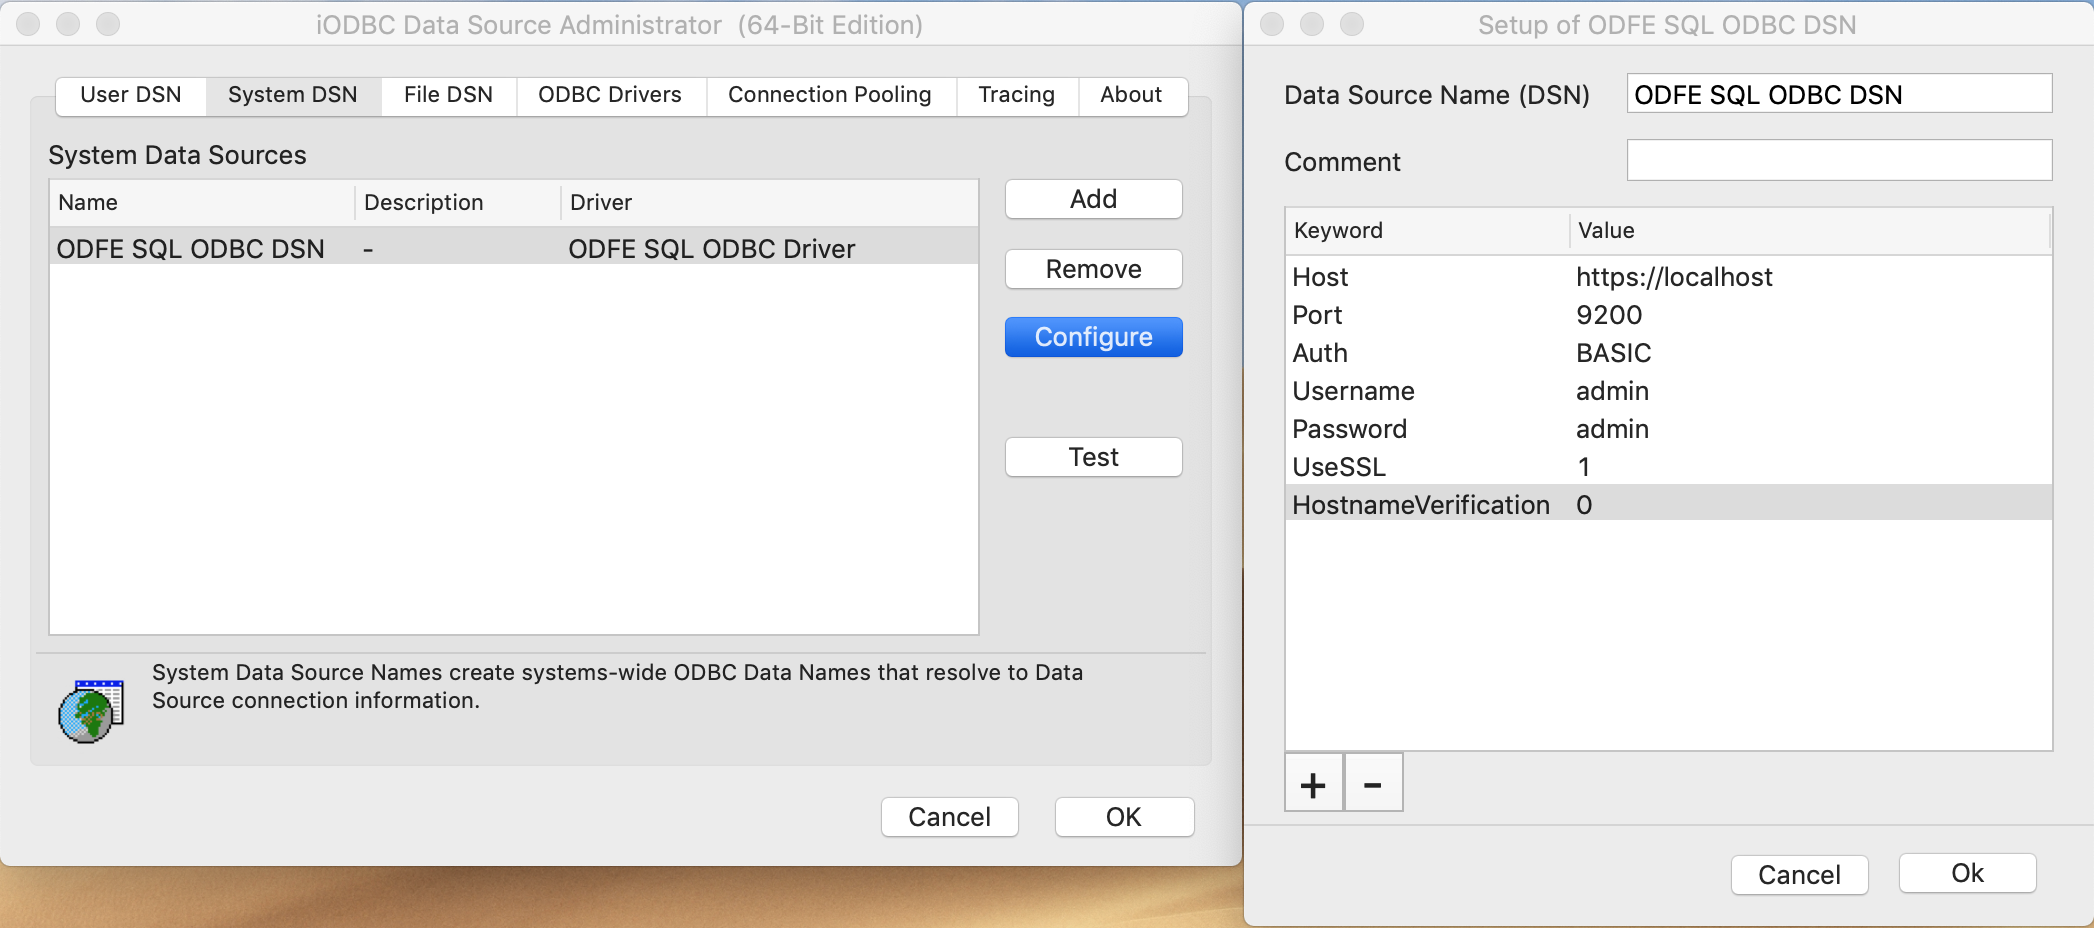 iODBC Data Source Administrator (64-Bit Edition)
User DSN System DSN File DSN ODBC Drivers Connection Pooling Tracing About
System Data Sources
Name Description Driver
ODFE SQL ODBC DSN - ODFE SQL ODBC Driver
Add
Remove
Configure
Test
System Data Source Names create systems-wide ODBC Data Names that resolve to Data
Source connection information.
Cancel OK
Setup of ODFE SQL ODBC DSN
Data Source Name (DSN) ODFE SQL ODBC DSN
Comment
Keyword Value
Host https://localhost
Port 9200
Auth BASIC
Username admin
Password admin
UseSSL 1
HostnameVerification 0
+ -
Cancel Ok